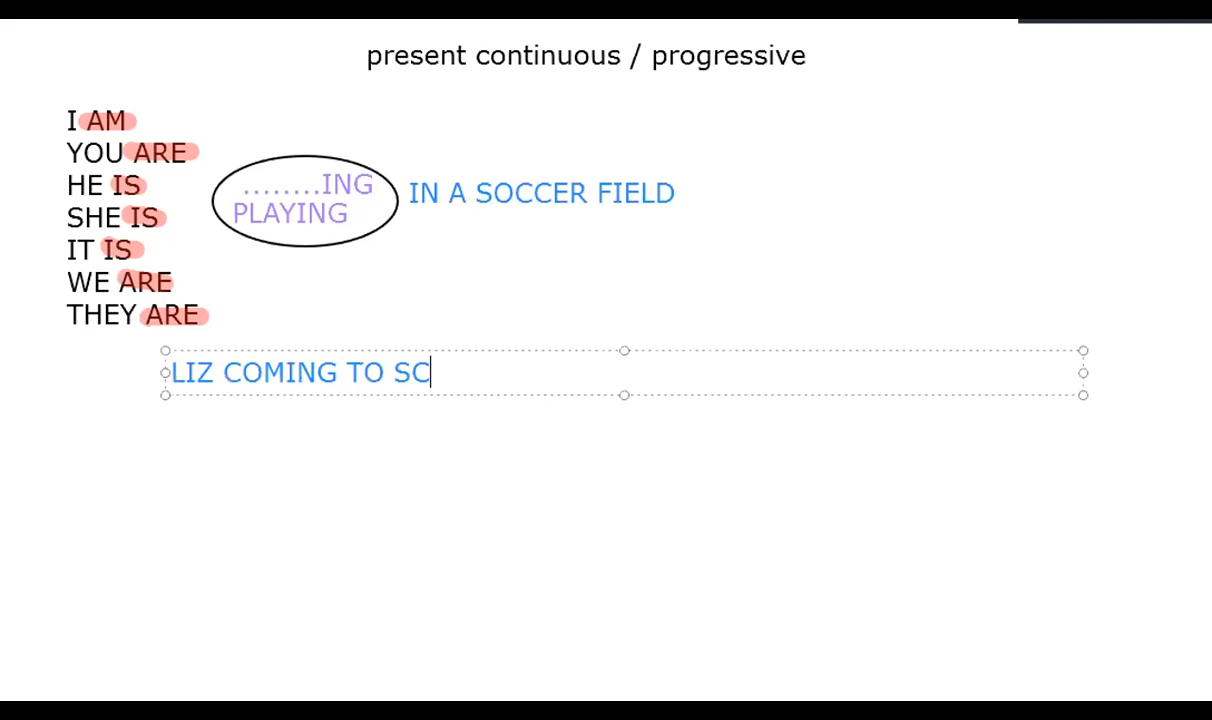 present continuous / progressive
I AM
YOU ARE
HE IS
SHE IS
IT IS
WE ARE
THEY ARE
........ING
PLAYING
IN A SOCCER FIELD
LIZ COMING TO SC